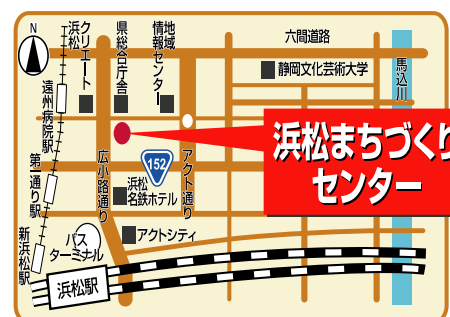 N
クリエート
浜松
県総合庁舎
地域
情報センター
六間道路
静岡文化芸術大学
馬込川
遠州病院駅
浜松まちづくり
センター
152
第一通り駅
広小路通り
アクト通り
浜松
名鉄ホテル
新浜松駅
バス
ターミナル
アクトシティ
浜松駅